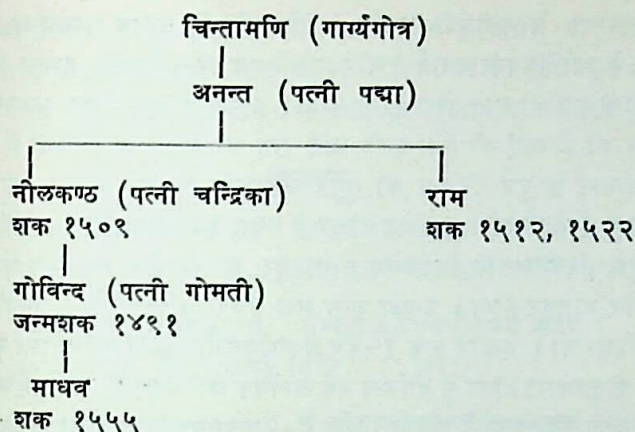 चिन्तामणि (गार्ग्यगोत्र)
अनन्त (पत्नी पद्मा)
नीलकण्ठ (पत्नी चन्द्रिका)
शक १५०९
राम
शक १५१२, १५२२
गोविन्द (पत्नी गोमती)
जन्मशक १४९१
माधव
शक १५५५